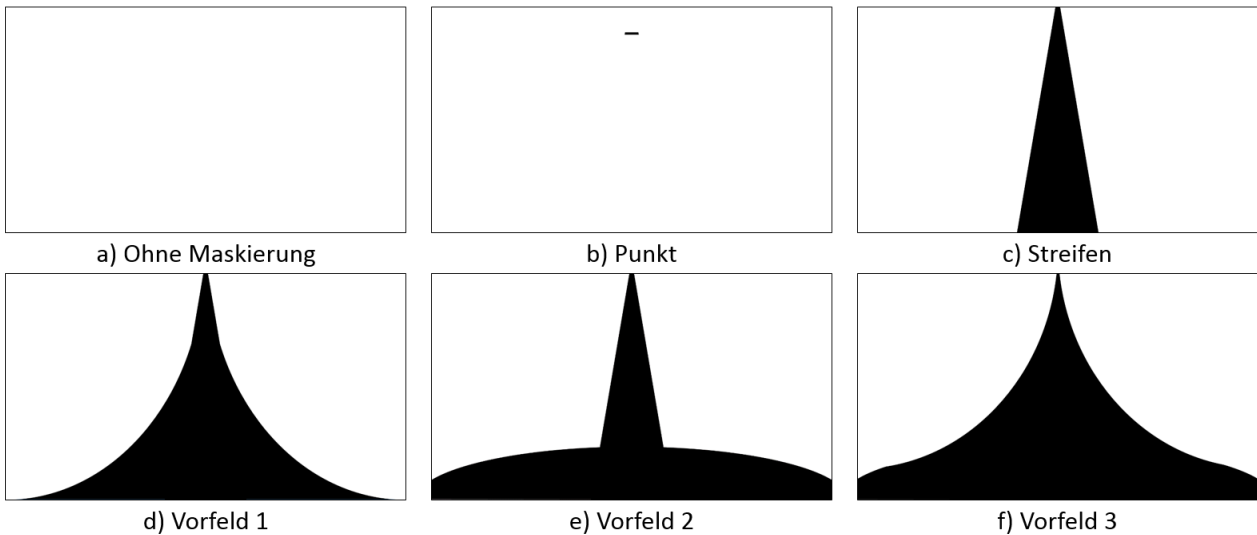 a) Ohne Maskierung
b) Punkt
c) Streifen
d) Vorfeld 1
e) Vorfeld 2
f) Vorfeld 3